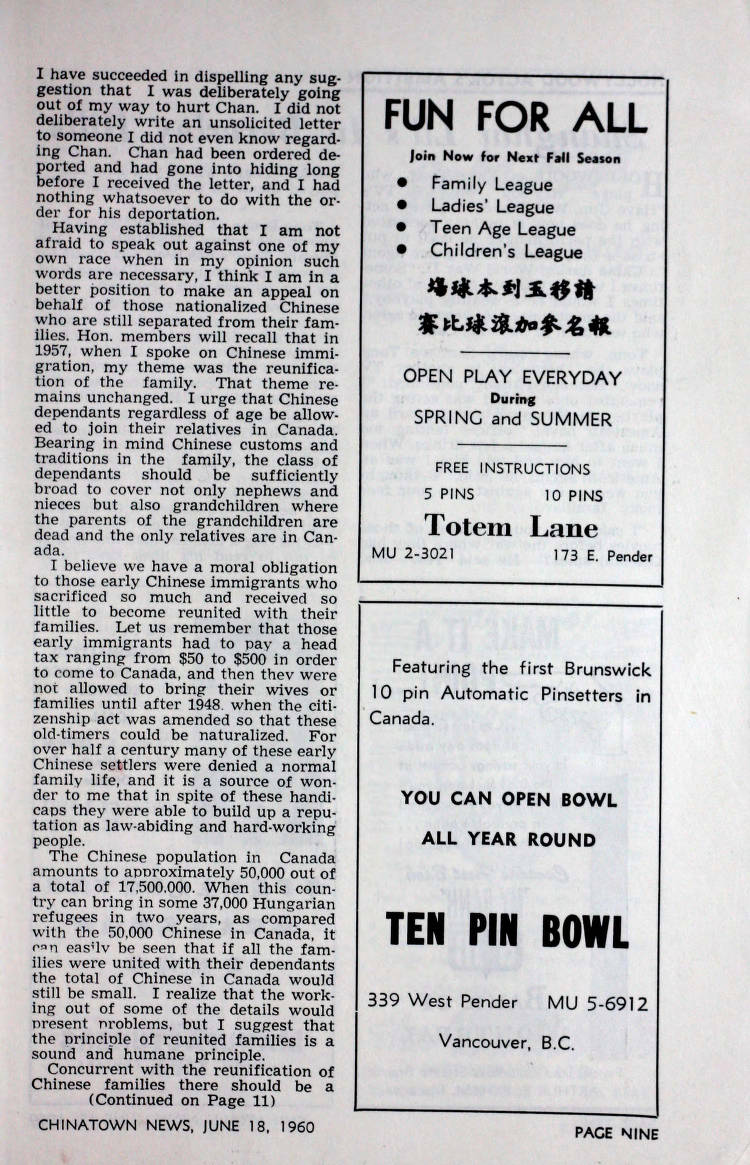 I have succeeded in dispelling any sug-
gestion that I was deliberately going
out of my way to hurt Chan. I did not
deliberately write an unsolicited letter
to someone I did not even know regard-
ing Chan. Chan had been ordered de-
ported and had gone into hiding long
before I received the letter, and I had
nothing whatsoever to do with the or-
der for his deportation.
Having established that I am not
afraid to speak out against one of my
own race when in my opinion such
words are necessary, I think I am in a
better position to make an appeal on
behalf of those nationalized Chinese
who are still separated from their fam-
ilies. Hon. members will recall that in
1957, when I spoke on Chinese immi-
gration, my theme was the reunifica-
tion of the family. That theme re-
mains unchanged. I urge that Chinese
dependants regardless of age be allow-
ed to join their relatives in Canada.
Bearing in mind Chinese customs and
traditions in the family, the class of
dependants should be sufficiently
broad to cover not only nephews and
nieces but also grandchildren where
the parents of the grandchildren are
dead and the only relatives are in Can-
ada.
I believe we have a moral obligation
to those early Chinese immigrants who
sacrificed so much and received so
little to become reunited with their
families. Let us remember that those
early immigrants had to pay a head
tax ranging from $50 to $500 in order
to come to Canada, and then they were
not allowed to bring their wives or
families until after 1948. when the citi-
zenship act was amended so that these
old-timers could be naturalized. For
over half a century many of these early
Chinese settlers were denied a normal
family life, and it is a source of won-
der to me that in spite of these handi-
caps they were able to build up a repu-
tation as law-abiding and hard-working
people.
The Chinese population in Canada
amounts to approximately 50,000 out of
a total of 17,500.000. When this coun-
try can bring in some 37,000 Hungarian
refugees in two years, as compared
with the 50,000 Chinese in Canada, it
can easily be seen that if all the fam-
ilies were united with their dependants
the total of Chinese in Canada would
still be small. I realize that the work-
ing out of some of the details would
present problems, but I suggest that
the principle of reunited families is a
sound and humane principle.
Concurrent with the reunification of
Chinese families there should be a
(Continued on Page 11)
FUN FOR ALL
Join Now for Next Fall Season
• Family League
• Ladies' League
• Teen Age League
• Children's League
場球本到玉移請
賽比球滾加參名報
OPEN PLAY EVERYDAY
During
SPRING and SUMMER
FREE INSTRUCTIONS
5 PINS 10 PINS
Totem Lane
MU 2-3021 173 E. Pender
Featuring the first Brunswick
10 pin Automatic Pinsetters in
Canada.
YOU CAN OPEN BOWL
ALL YEAR ROUND
TEN PIN BOWL
339 West Pender MU 5-6912
Vancouver, B.C.
CHINATOWN NEWS, JUNE 18, 1960
PAGE NINE